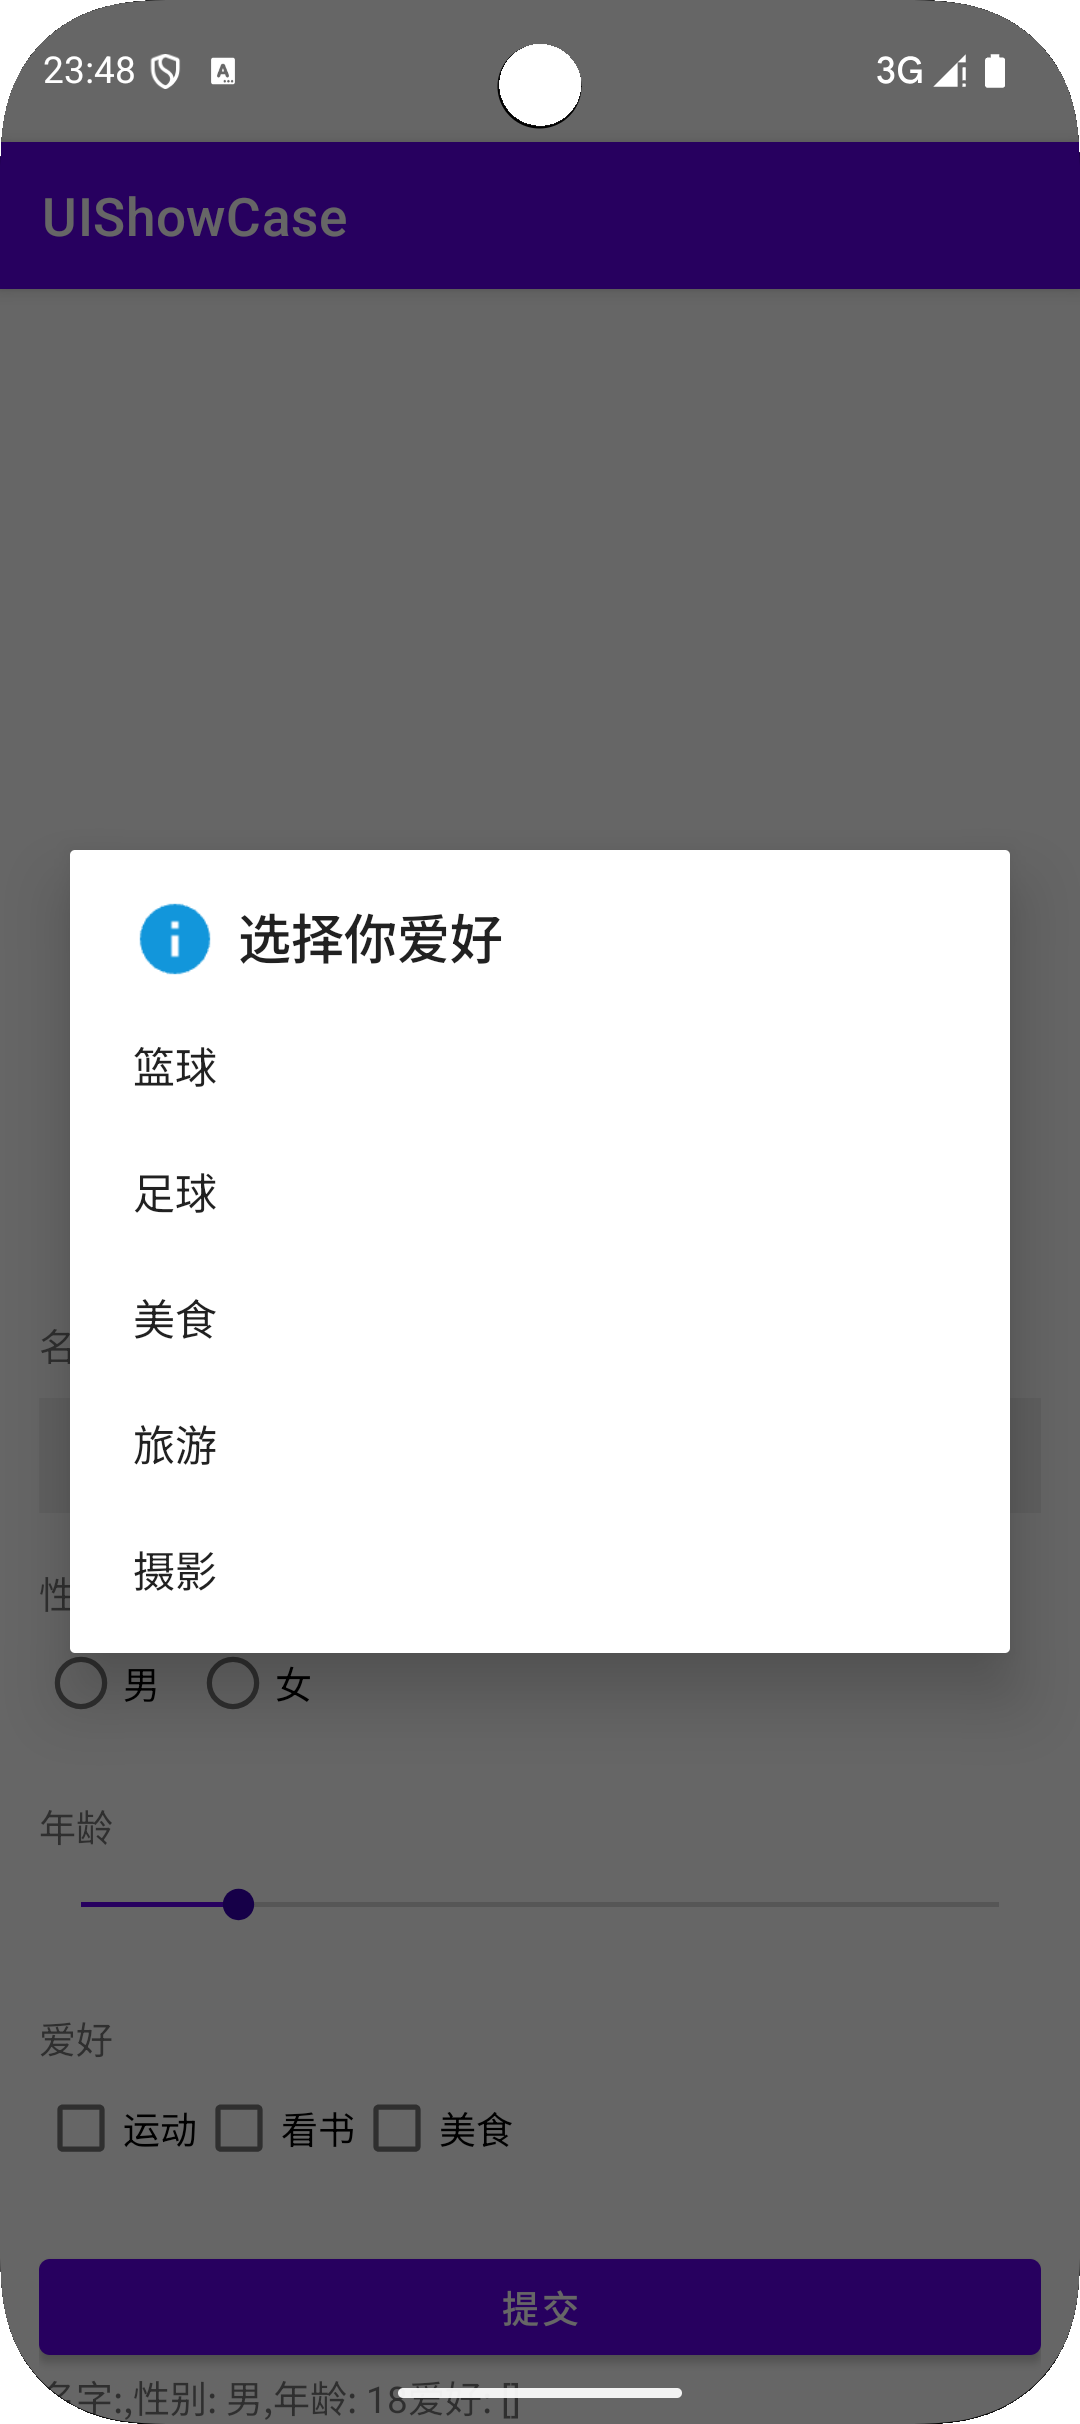 23:48
3G
UIShowCase
选择你爱好
篮球
足球
美食
旅游
摄影
名
性
男 女
年龄
爱好
运动 看书 美食
提交
名字:,性别: 男,年龄: 18爱好: []